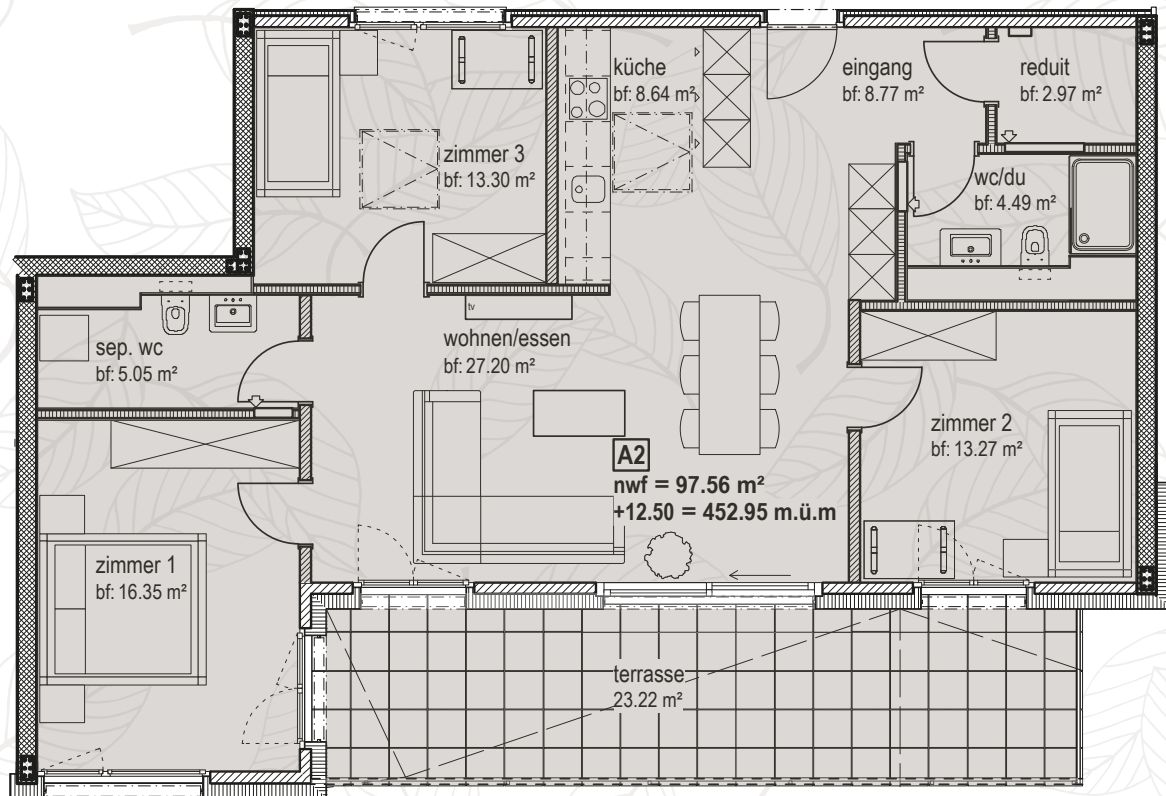 küche
bf: 8.64 m²
eingang
bf: 8.77 m²
reduit
bf: 2.97 m²
zimmer 3
bf: 13.30 m²
wc/du
bf: 4.49 m²
tv
sep. wc
bf: 5.05 m²
wohnen/essen
bf: 27.20 m²
zimmer 2
bf: 13.27 m²
A2
nwf = 97.56 m²
+12.50 = 452.95 m.ü.m
zimmer 1
bf: 16.35 m²
terrasse
23.22 m²